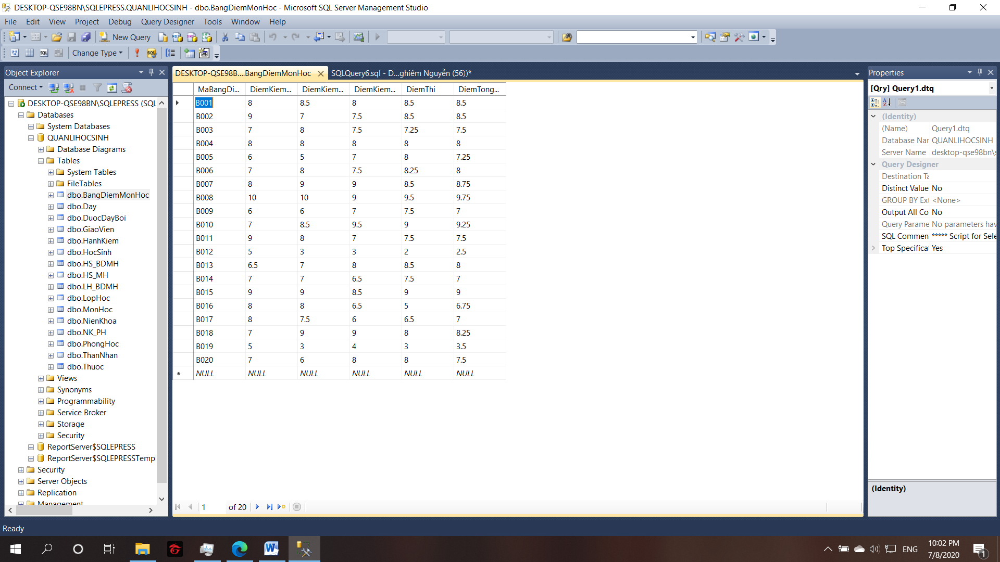 DESKTOP-QSE98BN\SQLEPRESS.QUANLIHOCSINH - dbo.BangDiemMonHoc - Microsoft SQL Server Management Studio
File Edit View Project Debug Query Designer Tools Window Help
New Query
Change Type
Object Explorer
Connect
DESKTOP-QSE98BN\SQLEPRESS (SQL
Databases
System Databases
QUANLIHOCSINH
Database Diagrams
Tables
System Tables
FileTables
dbo.BangDiemMonHoc
dbo.Day
dbo.DuocDayBoi
dbo.GiaoVien
dbo.HanhKiem
dbo.HocSinh
dbo.HS_BDMH
dbo.HS_MH
dbo.LH_BDMH
dbo.LopHoc
dbo.MonHoc
dbo.NienKhoa
dbo.NK_PH
dbo.PhongHoc
dbo.ThanNhan
dbo.Thuoc
Views
Synonyms
Programmability
Service Broker
Storage
Security
ReportServer$SQLEPRESS
ReportServer$SQLEPRESSTempl
Security
Server Objects
Replication
Management
DESKTOP-QSE98B....BangDiemMonHoc SQLQuery6.sql - D...ghiêm Nguyễn (56))*
MaBangDi... DiemKiem... DiemKiem... DiemKiem... DiemThi DiemTong...
B001 8 8.5 8 8.5 8.5
B002 9 7 7.5 8.5 8.5
B003 7 8 7.5 7.25 7.5
B004 8 8 8 8 8
B005 6 5 7 8 7.25
B006 7 8 7.5 8.25 8
B007 8 9 9 8.5 8.75
B008 10 10 9 9.5 9.75
B009 6 6 7 7.5 7
B010 7 8.5 9.5 9 9.25
B011 9 8 7 7.5 7.5
B012 5 3 3 2 2.5
B013 6.5 7 8 8.5 8
B014 7 7 6.5 7.5 7
B015 9 9 8.5 9 9
B016 8 8 6.5 5 6.75
B017 8 7.5 6 6.5 7
B018 7 9 9 8 8.25
B019 5 3 4 3 3.5
B020 7 6 8 8 7.5
NULL NULL NULL NULL NULL NULL
1 of 20
Properties
[Qry] Query1.dtq
(Identity)
(Name) Query1.dtq
Database Nar QUANLIHOCSINH
Server Name desktop-qse98bn\s
Query Designer
Destination Ta
Distinct Value No
GROUP BY Ext <None>
Output All Co No
Query Parame No parameters hav
SQL Commen ***** Script for Sele
Top Specificat Yes
(Identity)
Ready
ENG
10:02 PM
7/8/2020
1